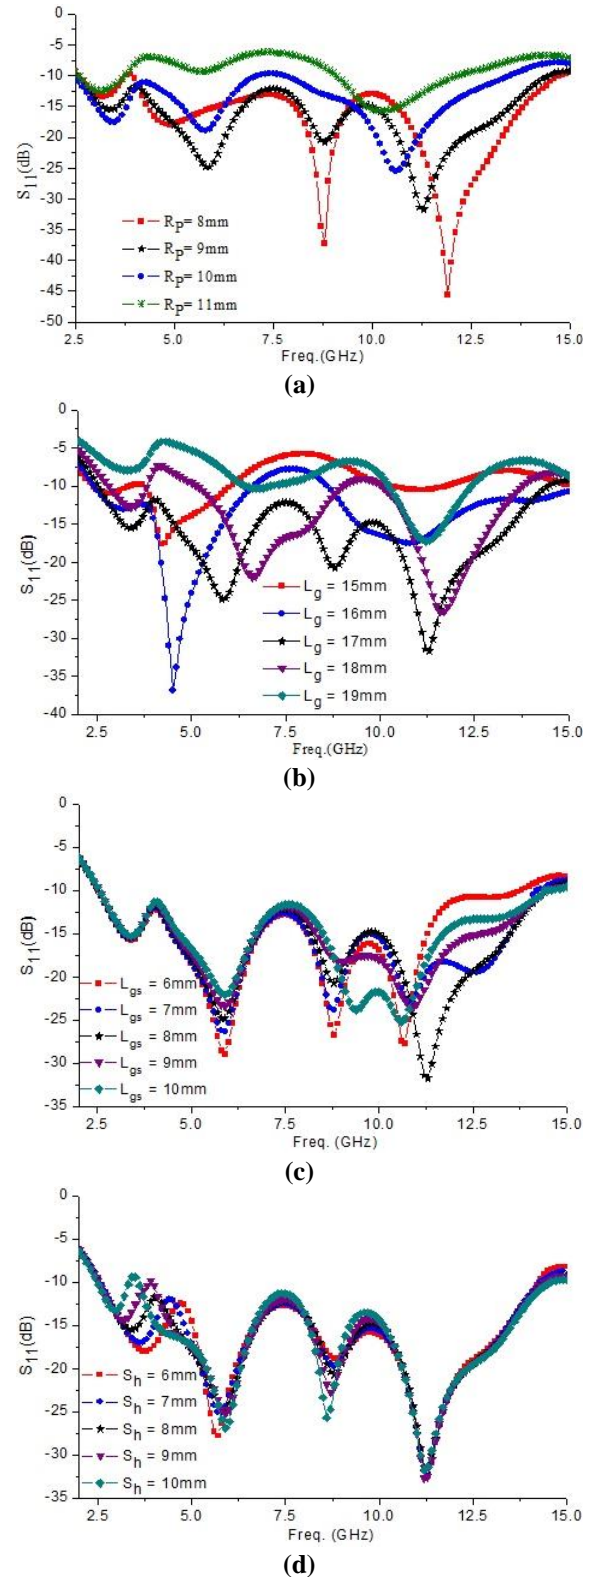 0
-5
-10
-15
-20
-25
-30
-35
-40
-45
-50
S11(dB)
RP= 8mm
RP= 9mm
RP= 10mm
RP= 11mm
2.5 5.0 7.5 10.0 12.5 15.0
Freq.(GHz)
(a)
0
-5
-10
-15
-20
-25
-30
-35
-40
S11(dB)
Lg = 15mm
Lg = 16mm
Lg = 17mm
Lg = 18mm
Lg = 19mm
2.5 5.0 7.5 10.0 12.5 15.0
Freq.(GHz)
(b)
0
-5
-10
-15
-20
-25
-30
-35
S11(dB)
Lgs = 6mm
Lgs = 7mm
Lgs = 8mm
Lgs = 9mm
Lgs = 10mm
2.5 5.0 7.5 10.0 12.5 15.0
Freq. (GHz)
(c)
0
-5
-10
-15
-20
-25
-30
-35
S11(dB)
Sh = 6mm
Sh = 7mm
Sh = 8mm
Sh = 9mm
Sh = 10mm
2.5 5.0 7.5 10.0 12.5 15.0
Freq. (GHz)
(d)